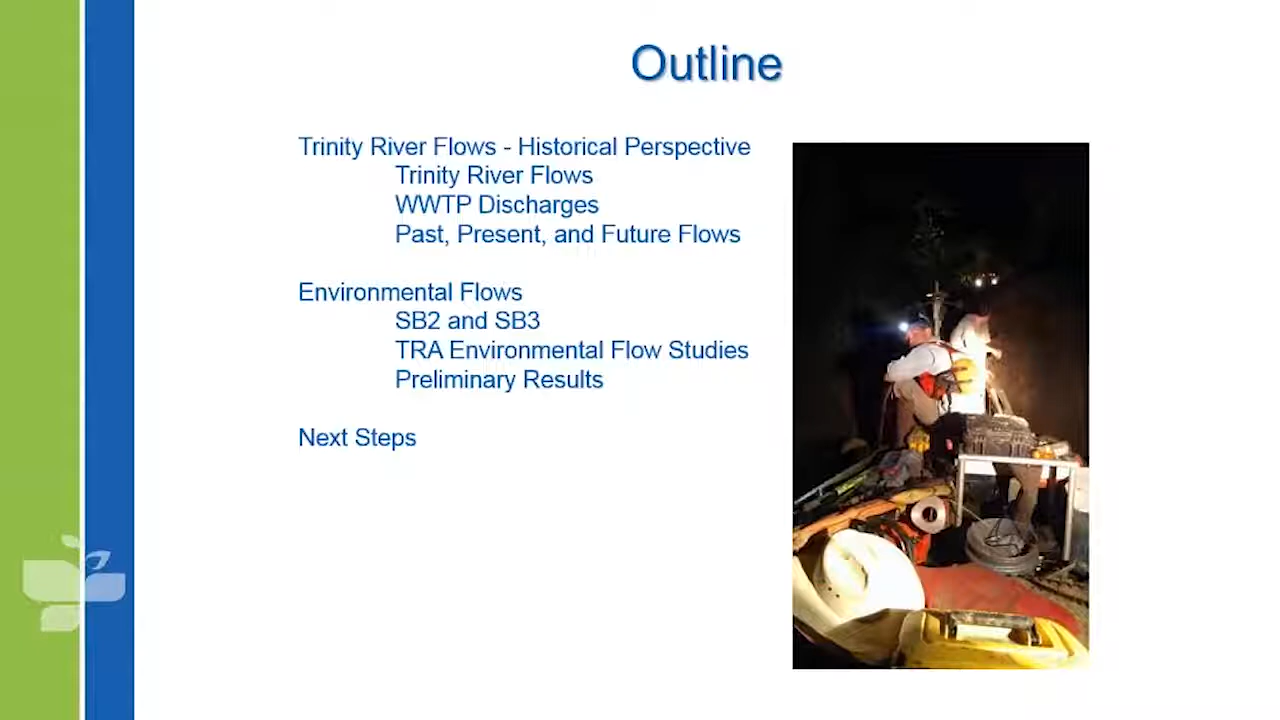 Outline
Trinity River Flows - Historical Perspective
Trinity River Flows
WWTP Discharges
Past, Present, and Future Flows
Environmental Flows
SB2 and SB3
TRA Environmental Flow Studies
Preliminary Results
Next Steps